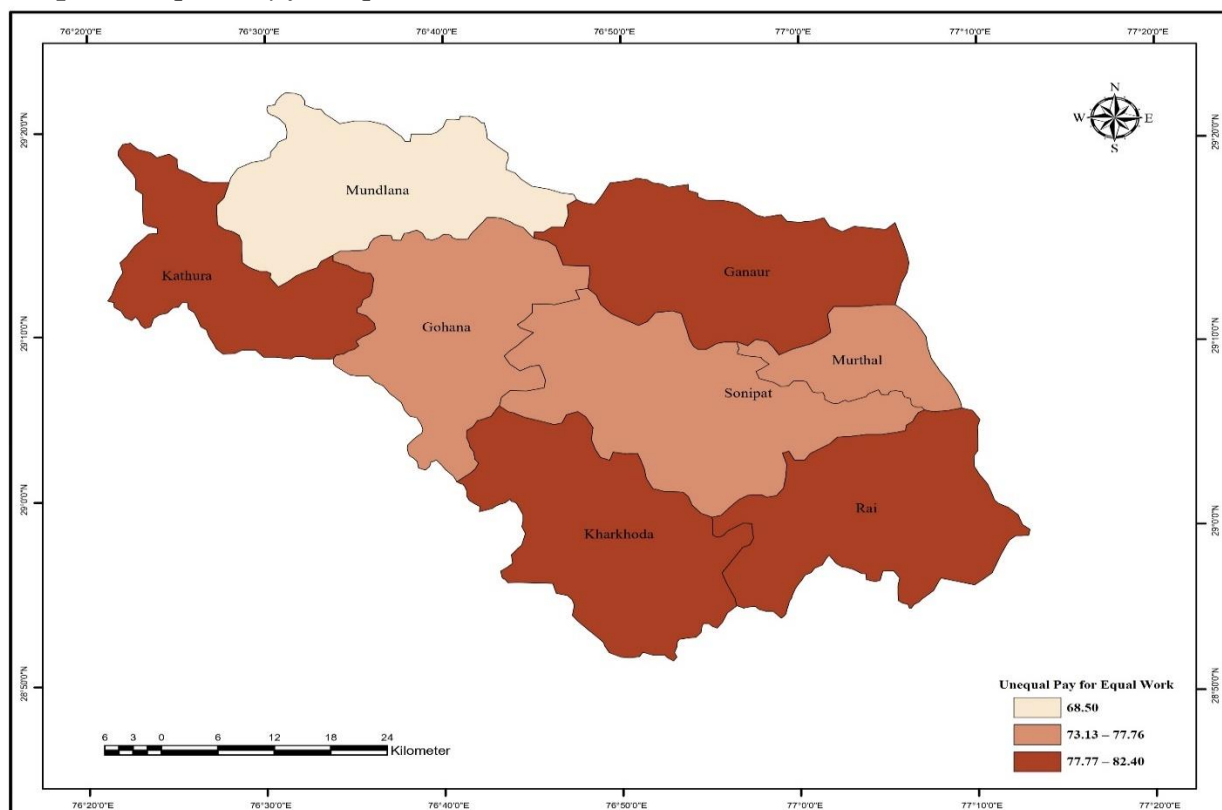 76°20'0"E 76°30'0"E 76°40'0"E 76°50'0"E 77°0'0"E 77°10'0"E 77°20'0"E
N
W E
S
29°20'0"N 29°20'0"N
Mundlana
Kathura
Ganaur
Gohana
29°10'0"N 29°10'0"N
Murthal
Sonipat
29°0'0"N 29°0'0"N
Rai
Kharkhoda
28°50'0"N 28°50'0"N
Unequal Pay for Equal Work
68.50
73.13 – 77.76
77.77 – 82.40
6 3 0 6 12 18 24
Kilometer
76°20'0"E 76°30'0"E 76°40'0"E 76°50'0"E 77°0'0"E 77°10'0"E 77°20'0"E